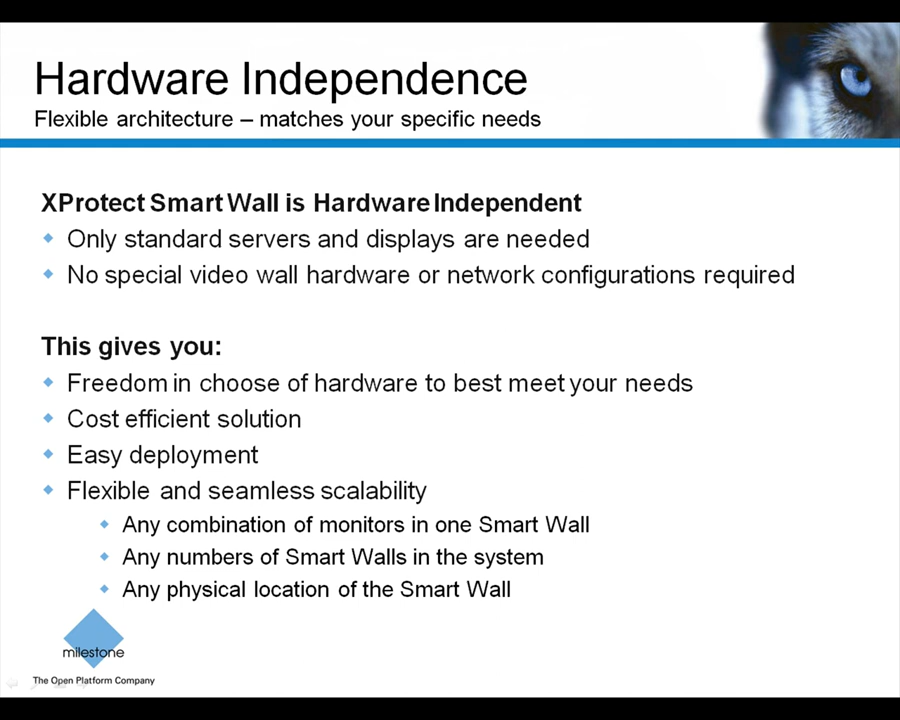 Hardware Independence
Flexible architecture – matches your specific needs
XProtect Smart Wall is Hardware Independent
Only standard servers and displays are needed
No special video wall hardware or network configurations required
This gives you:
Freedom in choose of hardware to best meet your needs
Cost efficient solution
Easy deployment
Flexible and seamless scalability
Any combination of monitors in one Smart Wall
Any numbers of Smart Walls in the system
Any physical location of the Smart Wall
milestone
The Open Platform Company